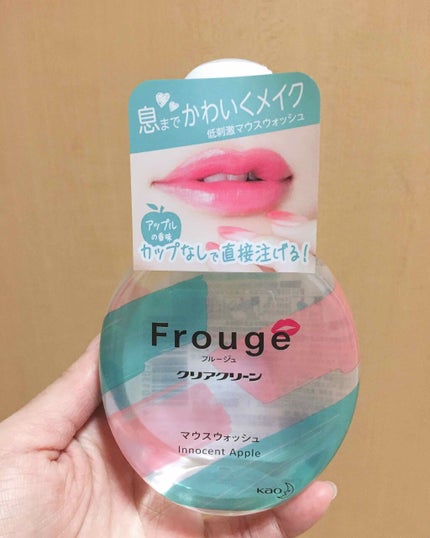 息までかわいくメイク
低刺激マウスウォッシュ
アップル
の香味
カップなしで直接注げる!
Frouge
フルージュ
クリアクリーン
マウスウォッシュ
Innocent Apple
Kao